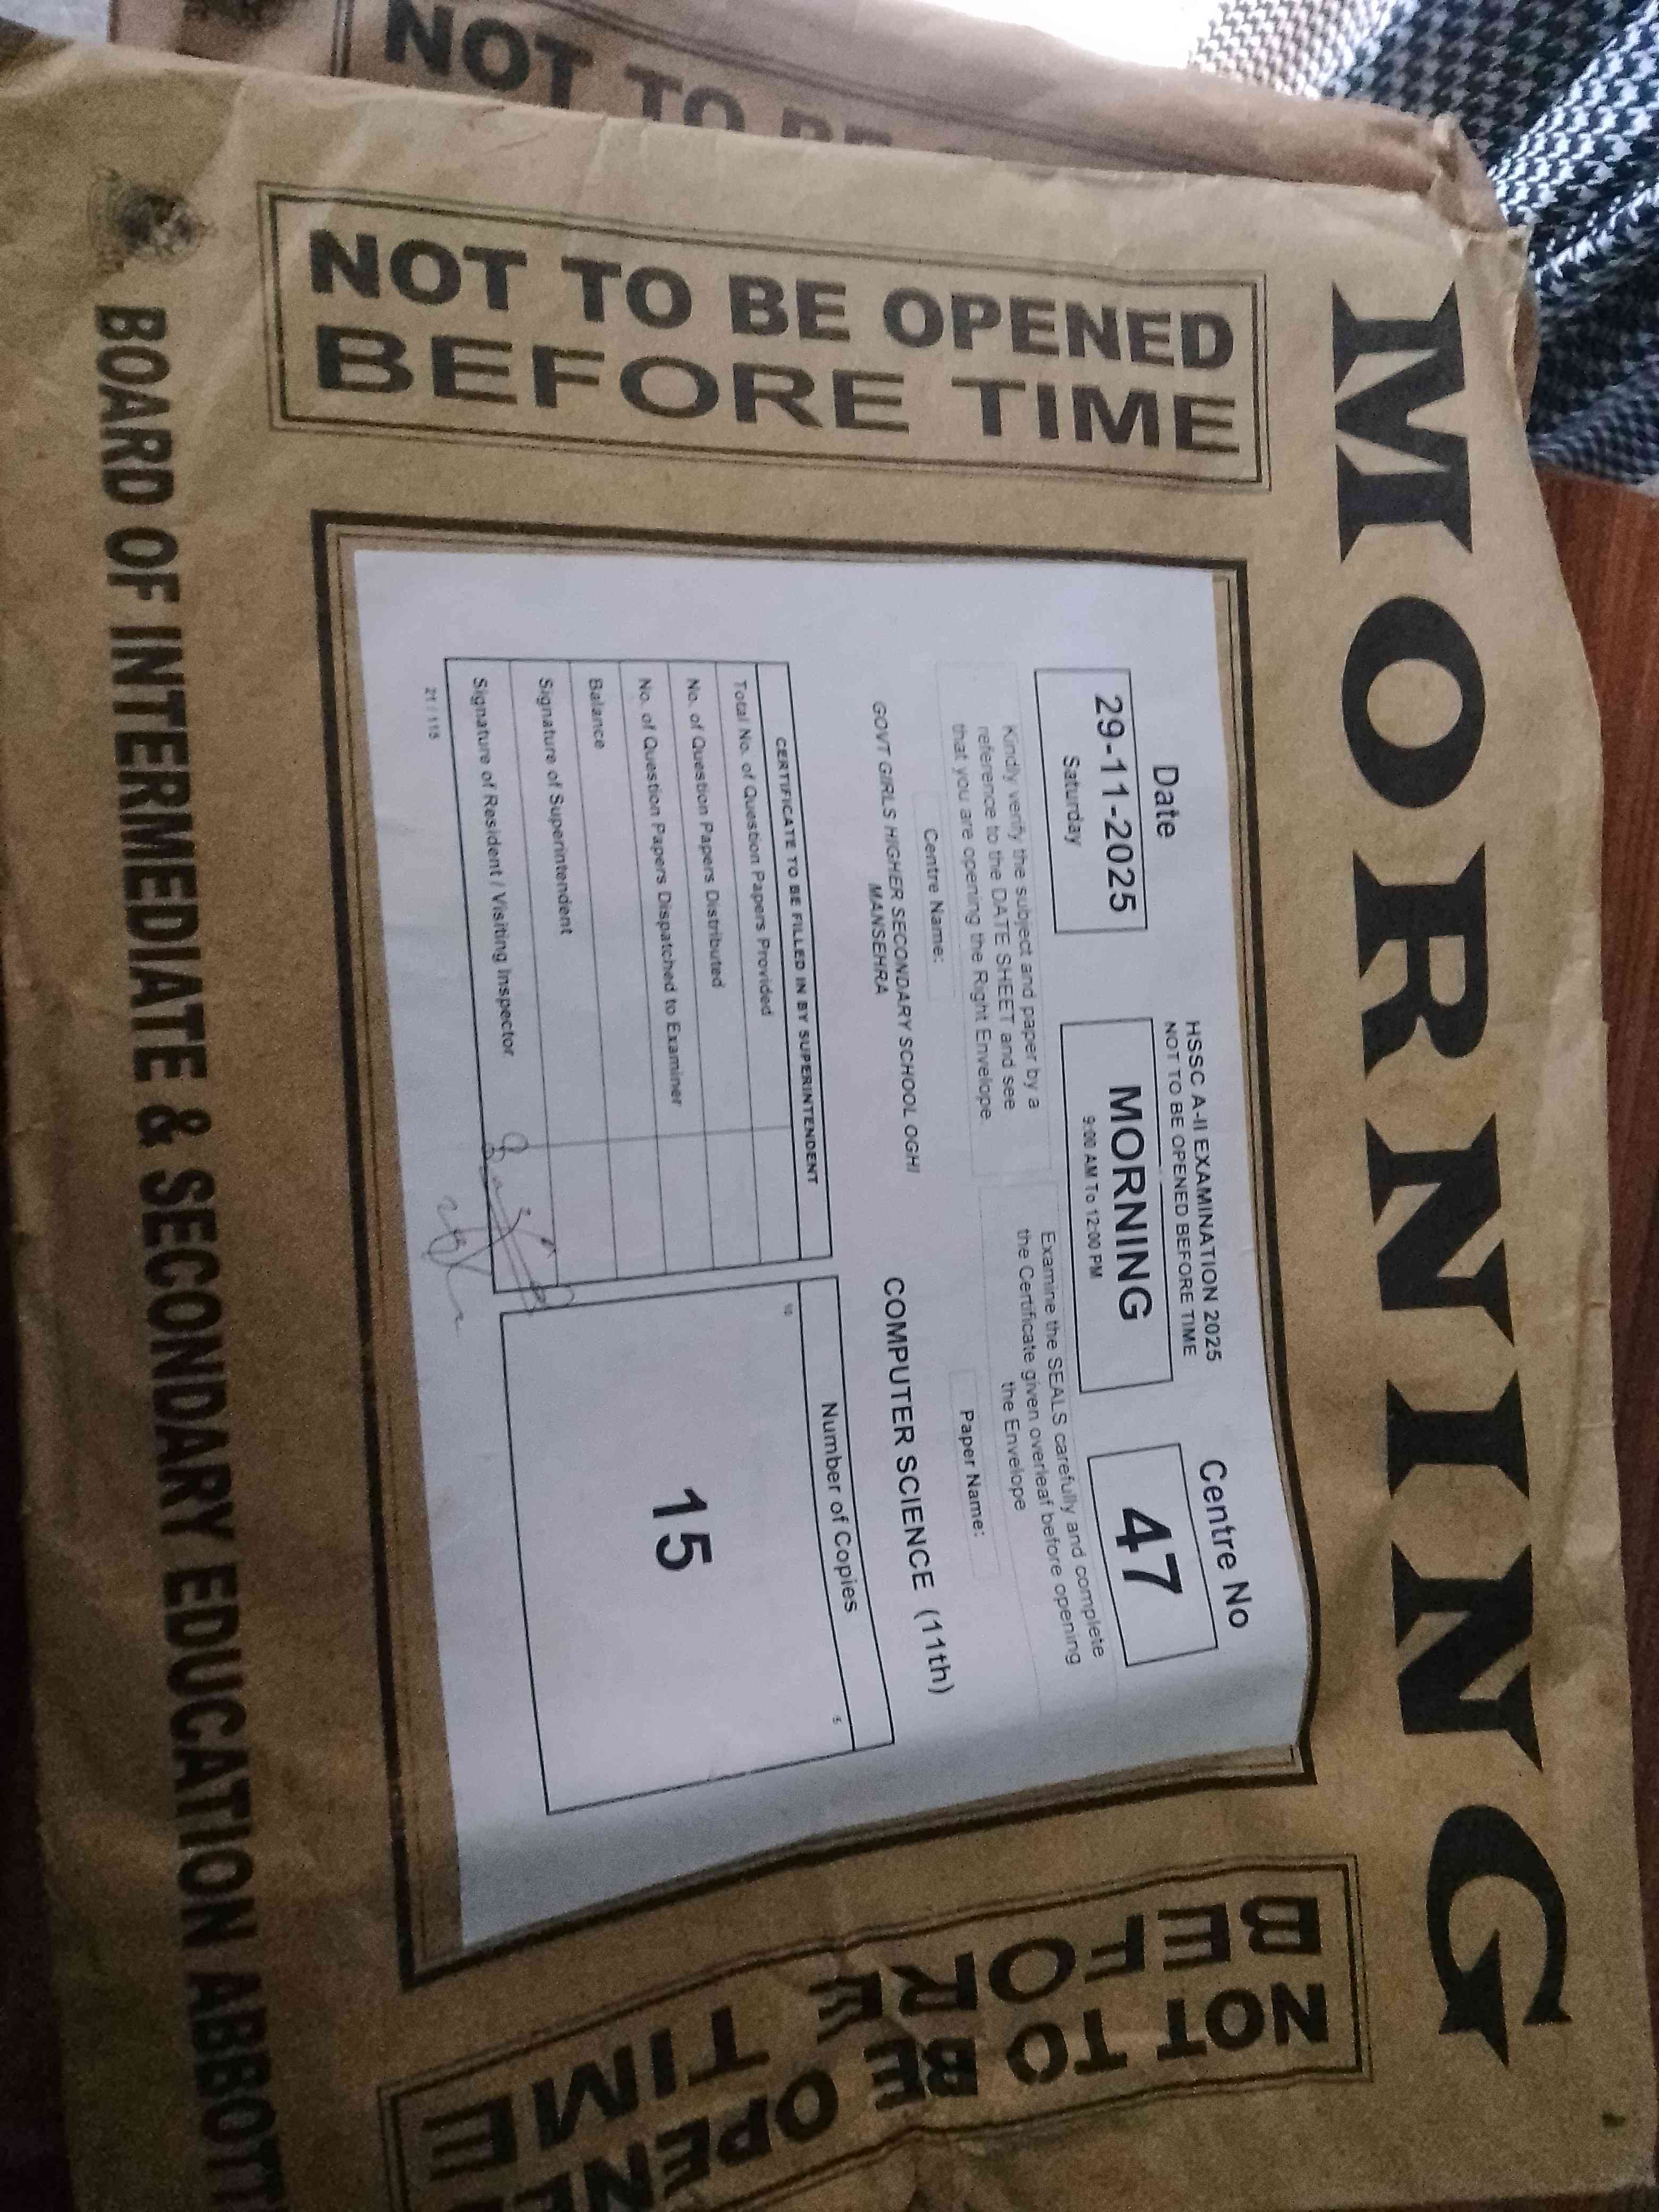 NOT TO BE
MORNING
NOT TO BE OPENED
BEFORE TIME
HSSC A-II EXAMINATION 2025
NOT TO BE OPENED BEFORE TIME
Date
29-11-2025
Saturday
MORNING
9:00 AM To 12:00 PM
Centre No
47
Kindly verify the subject and paper by a
reference to the DATE SHEET and see
that you are opening the Right Envelope.
Examine the SEALS carefully and complete
the Certificate given overleaf before opening
the Envelope
Centre Name:
GOVT GIRLS HIGHER SECONDARY SCHOOL OGHI
MANSEHRA
Paper Name:
COMPUTER SCIENCE (11th)
CERTIFICATE TO BE FILLED IN BY SUPERINTENDENT
Total No. of Question Papers Provided
No. of Question Papers Distributed
No. of Question Papers Dispatched to Examiner
Balance
Signature of Superintendent
Signature of Resident / Visiting Inspector
21 / 115
Number of Copies
15
NOT TO BE OPENE
BEFORE TIME
BOARD OF INTERMEDIATE & SECONDARY EDUCATION ABBOTT